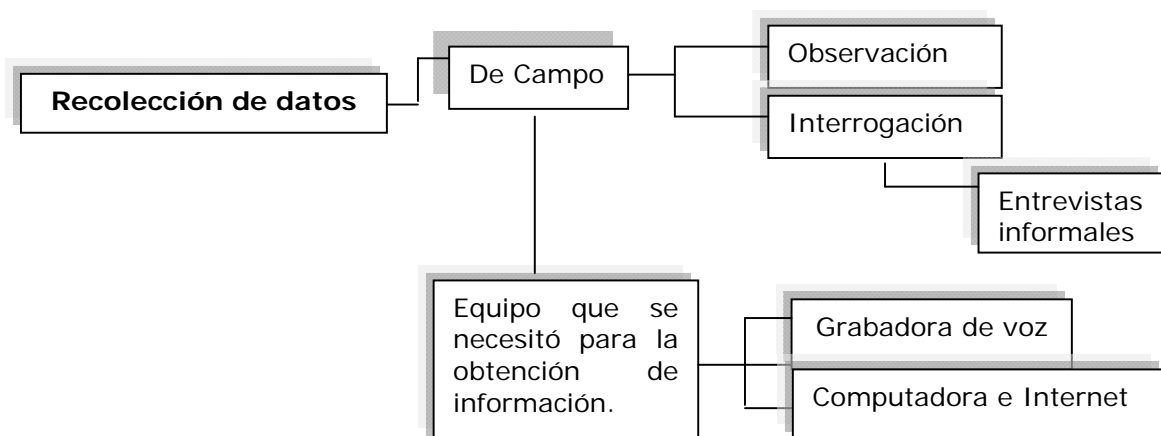 Recolección de datos
De Campo
Observación
Interrogación
Entrevistas
informales
Equipo que se
necesitó para la
obtención de
información.
Grabadora de voz
Computadora e Internet